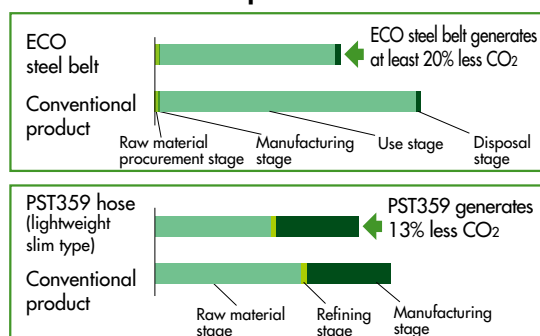 ECO
steel belt
ECO steel belt generates
at least 20% less CO2
Conventional
product
Raw material
procurement stage
Manufacturing
stage
Use stage
Disposal
stage
PST359 hose
(lightweight
slim type)
PST359 generates
13% less CO2
Conventional
product
Raw material
stage
Refining
stage
Manufacturing
stage